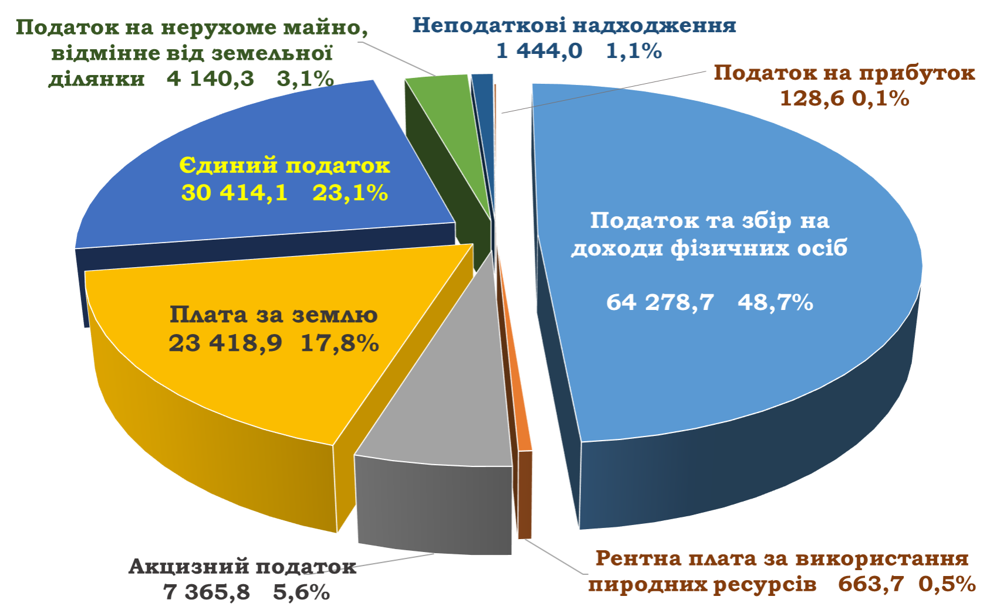 Податок на нерухоме майно,
відмінне від земельної
ділянки 4 140,3 3,1%
Неподаткові надходження
1 444,0 1,1%
Податок на прибуток
128,6 0,1%
Єдиний податок
30 414,1 23,1%
Податок та збір на
доходи фізичних осіб
64 278,7 48,7%
Плата за землю
23 418,9 17,8%
Акцизний податок
7 365,8 5,6%
Рентна плата за використання
пиродних ресурсів 663,7 0,5%